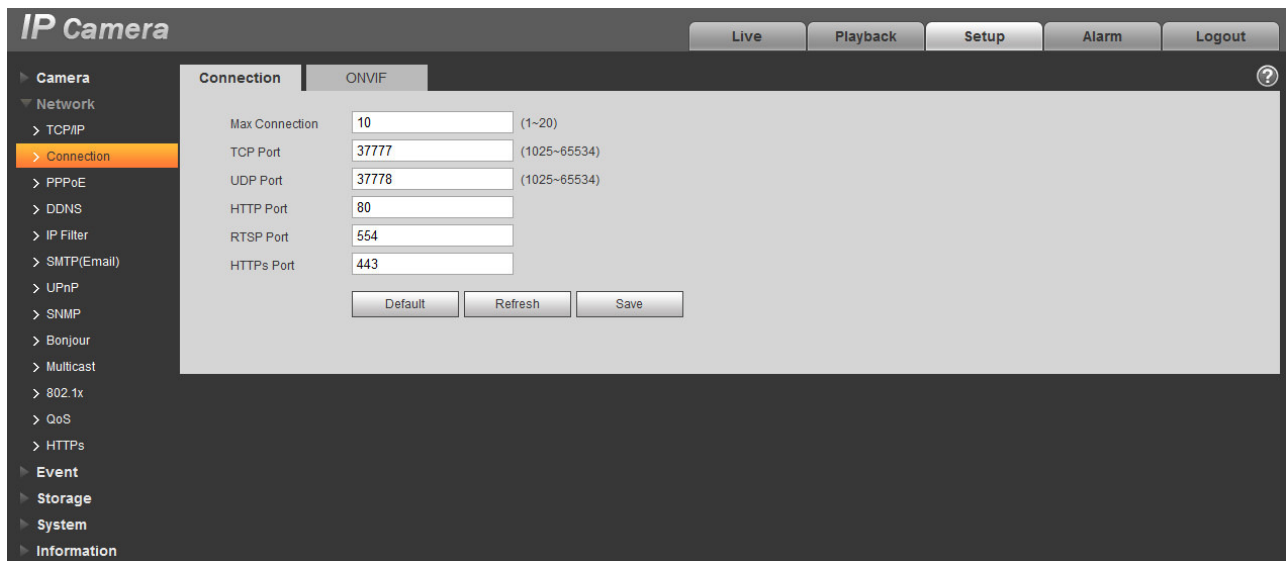 IP Camera
Live Playback Setup Alarm Logout
Camera
Network
TCP/IP
Connection
PPPoE
DDNS
IP Filter
SMTP(Email)
UPnP
SNMP
Bonjour
Multicast
802.1x
QoS
HTTPs
Event
Storage
System
Information
Connection ONVIF ?
Max Connection 10 (1~20)
TCP Port 37777 (1025~65534)
UDP Port 37778 (1025~65534)
HTTP Port 80
RTSP Port 554
HTTPs Port 443
Default Refresh Save